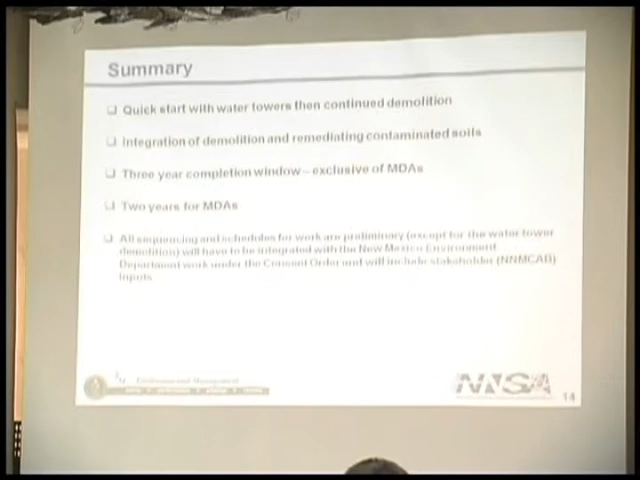 Summary
Quick start with water towers then continued demolition
Integration of demolition and remediating contaminated soils
Three year completion window – exclusive of MDAs
Two years for MDAs
All sequencing and schedules for work are preliminary (except for the water tower
demolition) will have to be integrated with the New Mexico Environment
Department work under the Consent Order and will include stakeholder (NNMCAB)
inputs
Environmental Management
NNSA
14